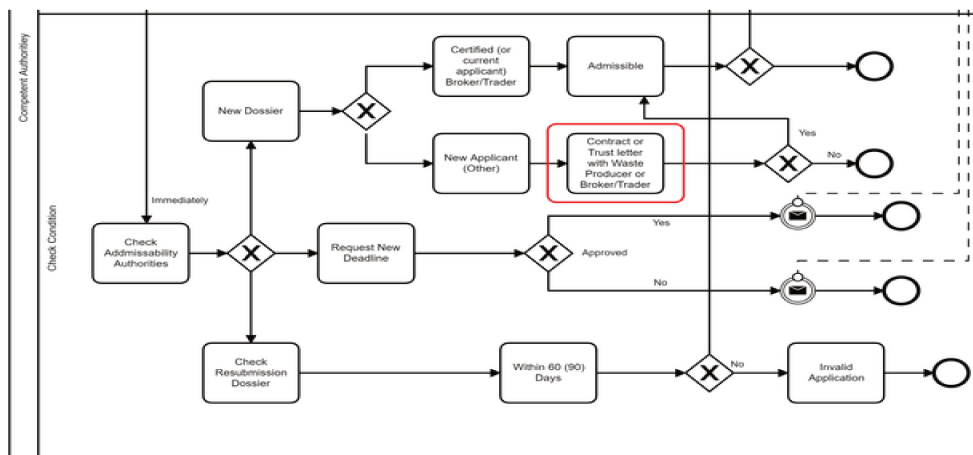 Competent Authoritiey
Check Condition
Certified (or
current
applicant)
Broker/Trader
Admissible
New Dossier
Yes
New Applicant
(Other)
Contract or
Trust letter
with Waste
Producer or
Broker/Trader
No
Immediately
Check
Addmissability
Authorities
Request New
Deadline
Yes
Approved
No
Check
Resubmission
Dossier
Within 60 (90)
Days
No
Invalid
Application